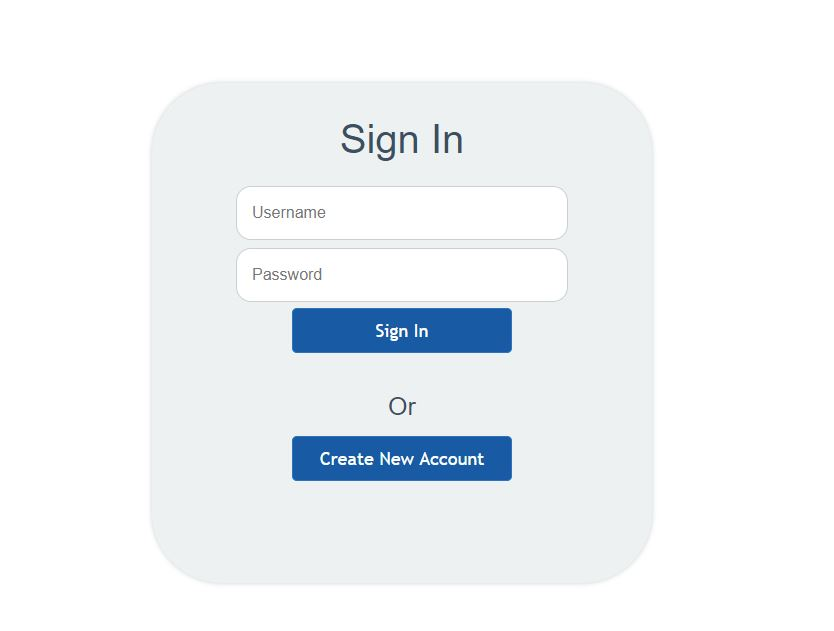 Sign In
Username
Password
Sign In
Or
Create New Account